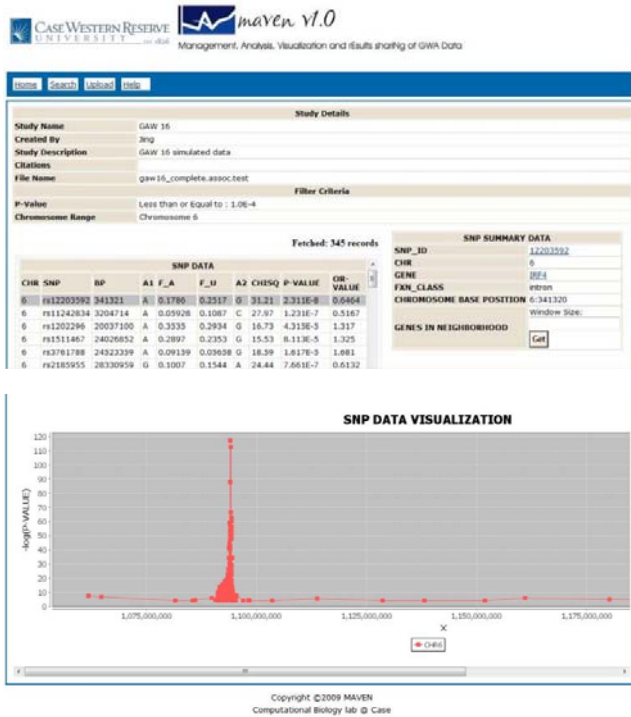 CASE WESTERN RESERVE
UNIVERSITY
maven v1.0
Management, Analysis, Visualization and rEsults shariNg of GWA Data
Home Search Upload Help
Study Details
Study Name GAW 16
Created By Jing
Study Description GAW 16 simulated data
Citations
File Name gaw16_complete.assoc.test
Filter Criteria
P-Value Less than or Equal to : 1.0E-4
Chromosome Range Chromosome 6
Fetched: 345 records
SNP DATA
CHR SNP BP A1 F_A F_U A2 CHISQ P-VALUE OR-VALUE
6 rs12203592 341321 A 0.1786 0.2517 G 31.21 2.311E-8 0.6464
6 rs11242834 3204714 A 0.05928 0.1087 C 27.97 1.231E-7 0.5167
6 rs1202296 20037100 A 0.3535 0.2934 G 16.73 4.313E-5 1.317
6 rs1511467 24026652 A 0.2897 0.2353 G 15.53 8.113E-5 1.325
6 rs3761788 24523359 A 0.09159 0.05658 G 18.59 1.617E-5 1.681
6 rs2185955 28330959 G 0.1007 0.1544 A 24.44 7.661E-7 0.6132
SNP SUMMARY DATA
SNP_ID 12203592
CHR 6
GENE IRF4
FXN_CLASS intron
CHROMOSOME BASE POSITION 6:341320
GENES IN NEIGHBORHOOD
Window Size:
Get
SNP DATA VISUALIZATION
-log(P-VALUE)
120
110
100
90
80
70
60
50
40
30
20
10
0
1,075,000,000 1,100,000,000 1,125,000,000 1,150,000,000 1,175,000,000
X
CHR6
Copyright ©2009 MAVEN
Computational Biology lab @ Case